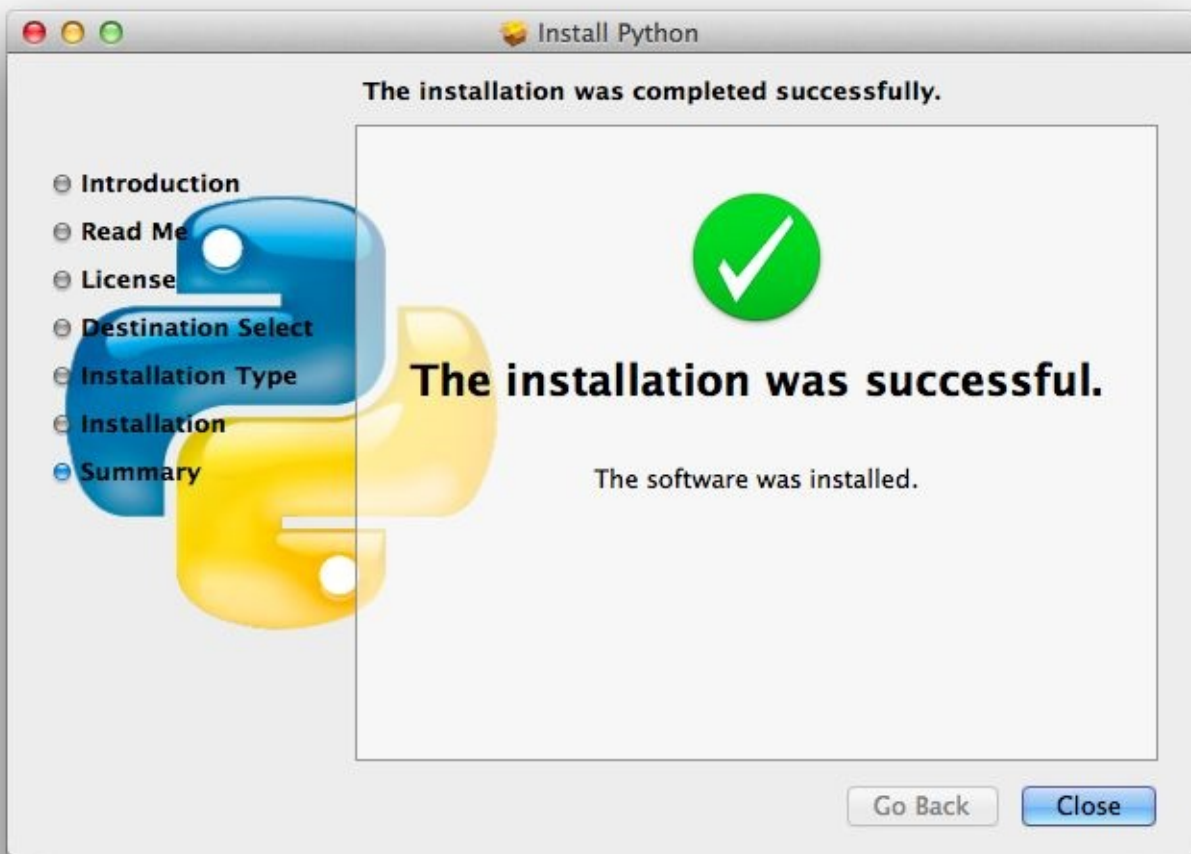 Install Python
The installation was completed successfully.
Introduction
Read Me
License
Destination Select
Installation Type
Installation
Summary
The installation was successful.
The software was installed.
Go Back
Close